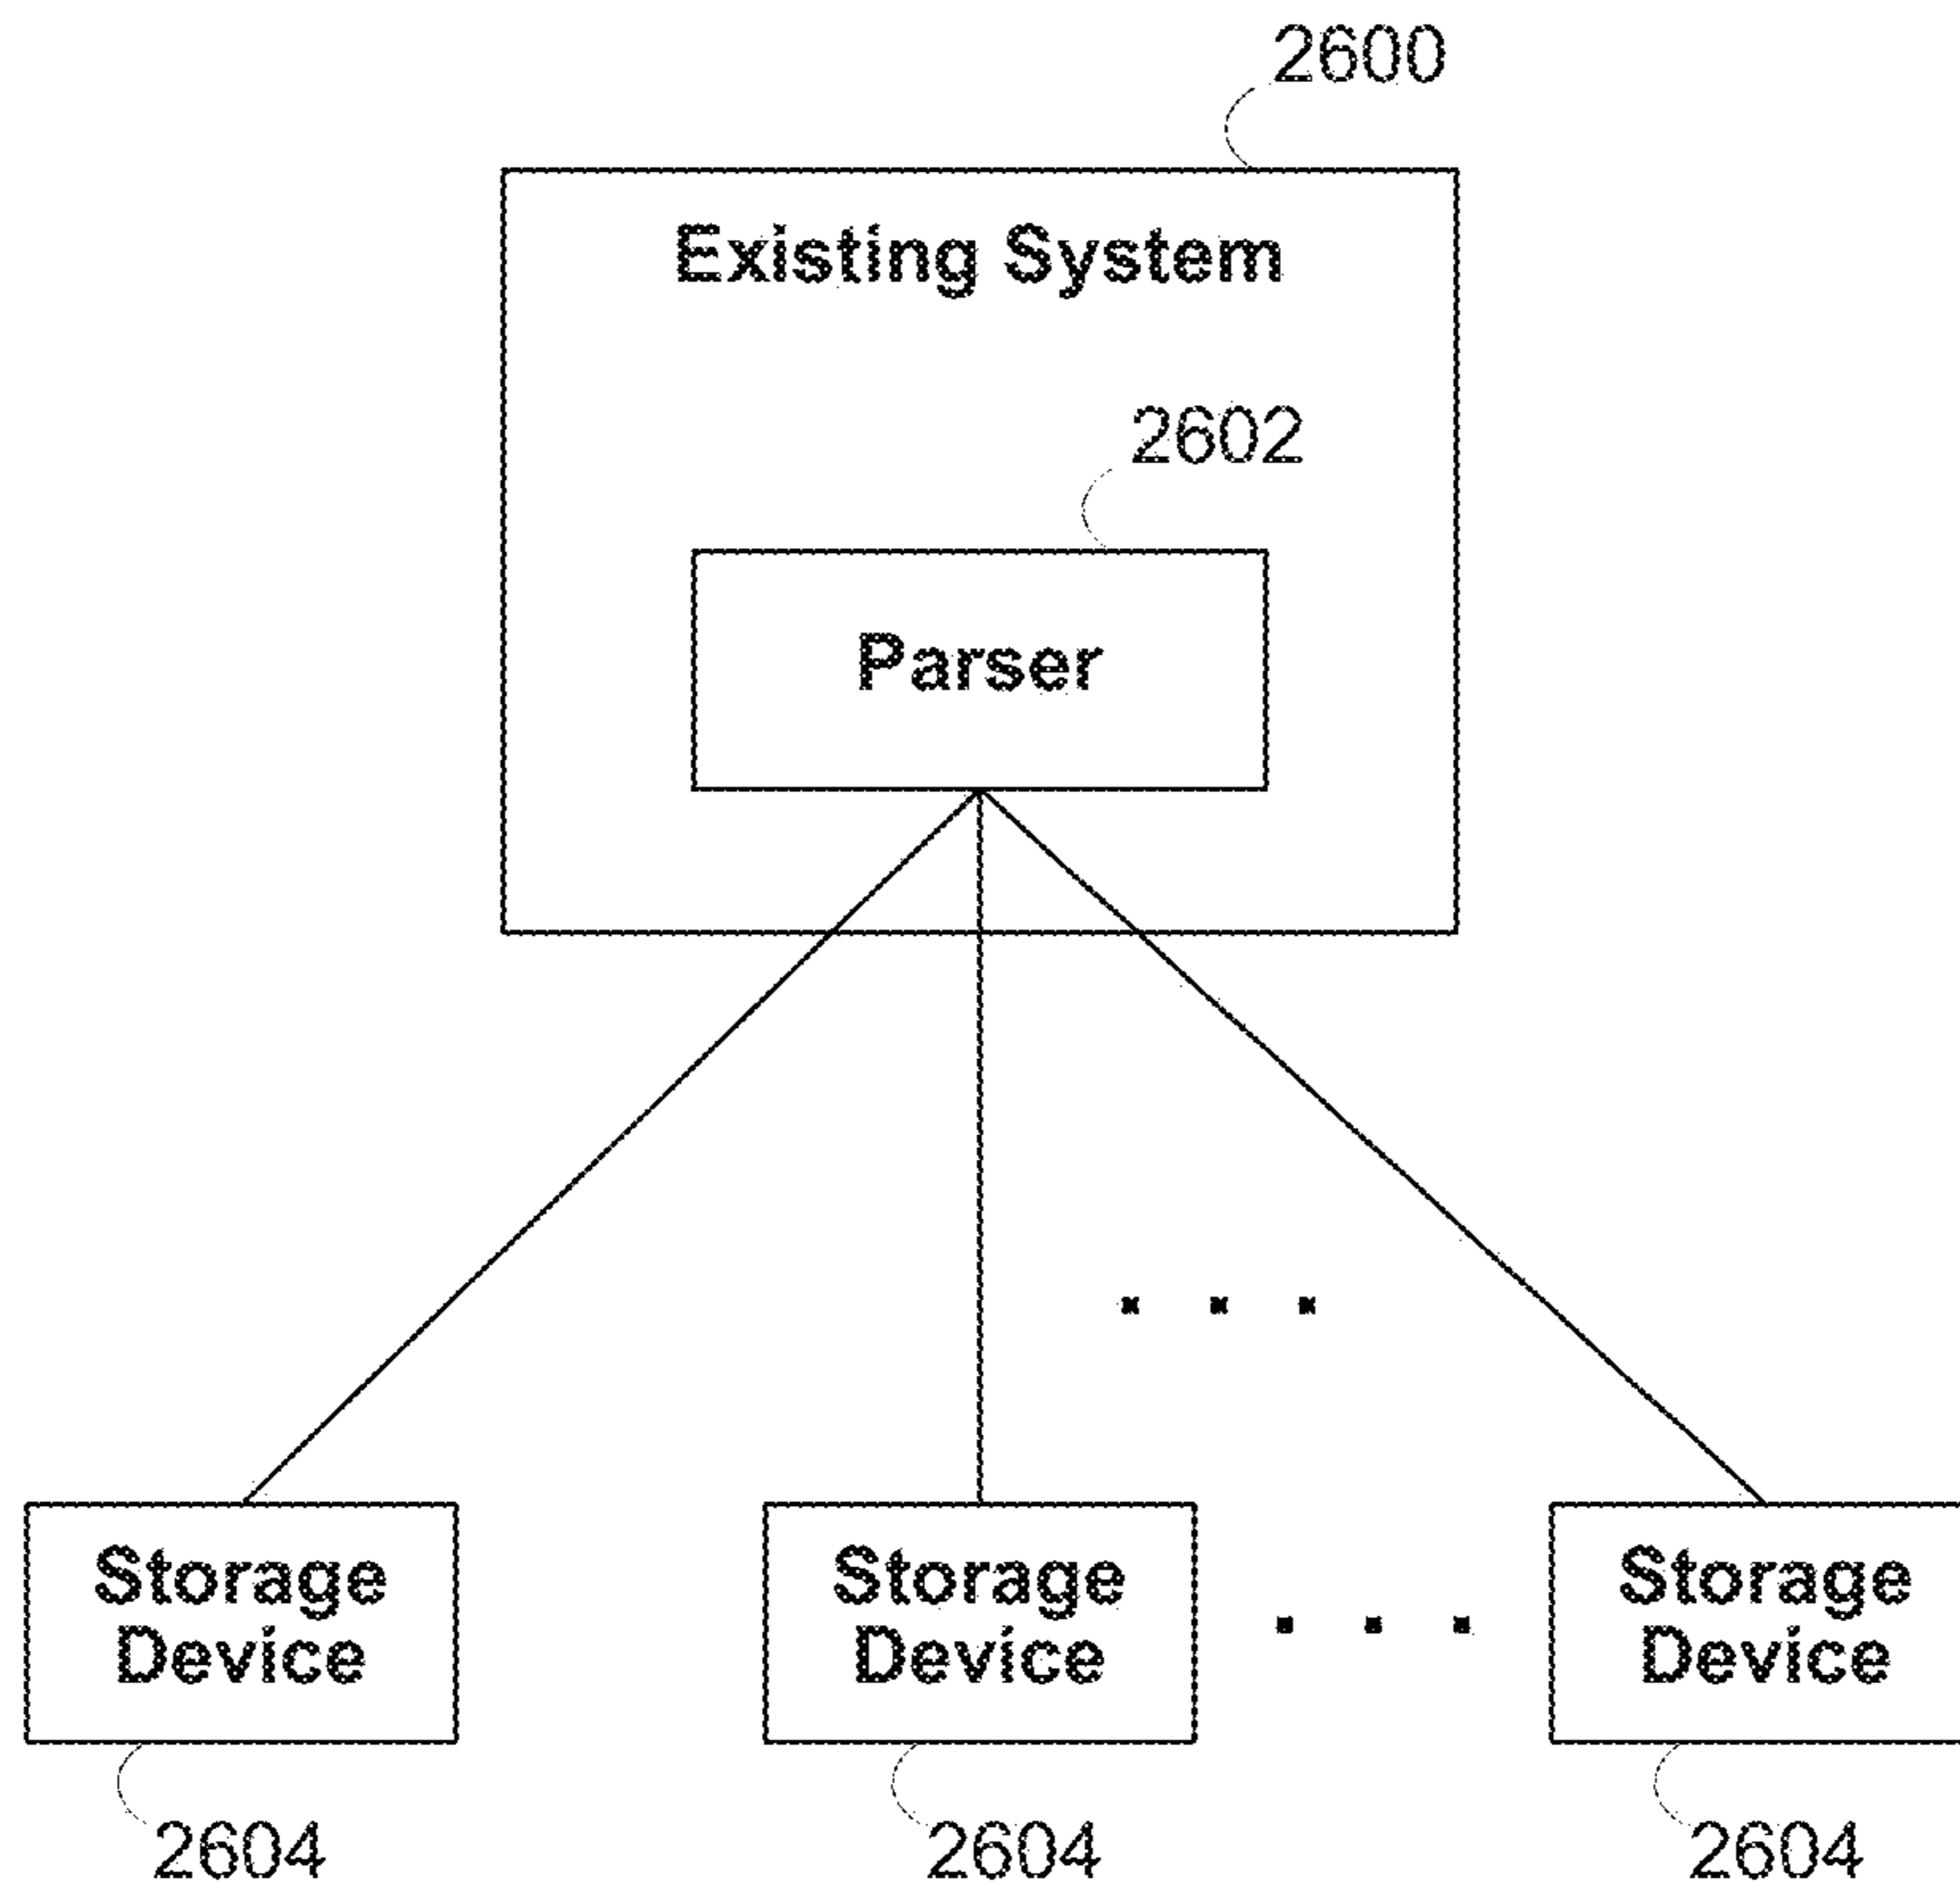 2600
Existing System
2602
Parser
. . .
Storage Device
Storage Device
. . .
Storage Device
2604
2604
2604